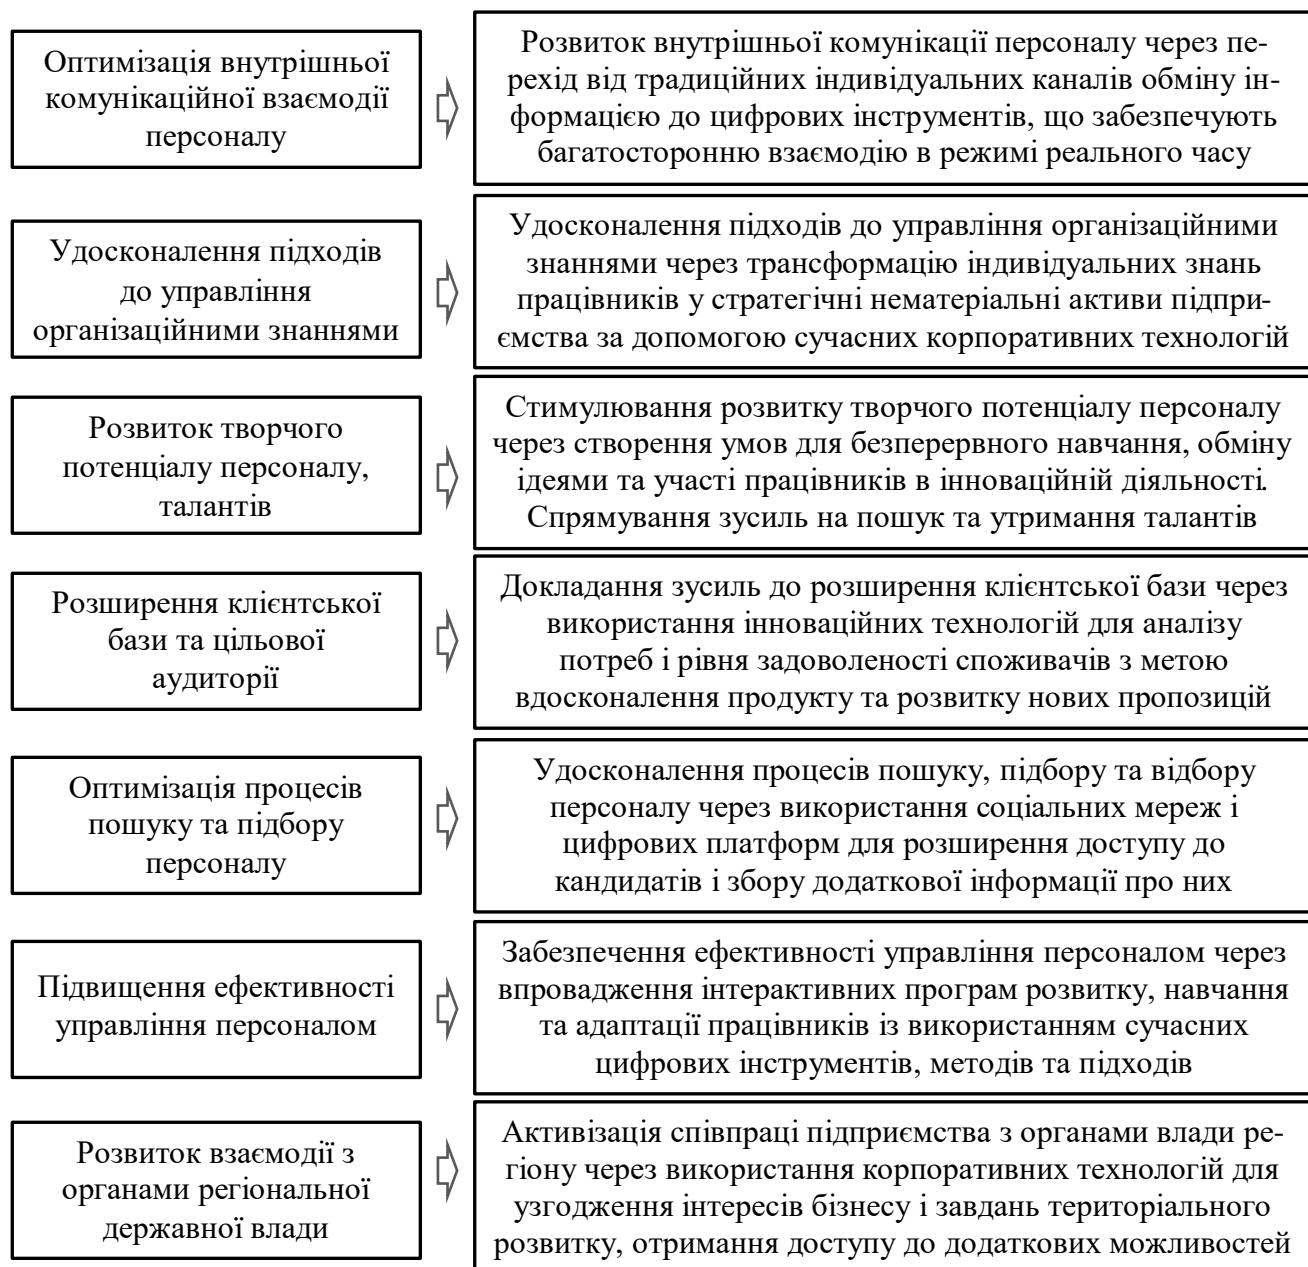 Оптимізація внутрішньої
комунікаційної взаємодії
персоналу
Розвиток внутрішньої комунікації персоналу через пе-
рехід від традиційних індивідуальних каналів обміну ін-
формацією до цифрових інструментів, що забезпечують
багатосторонню взаємодію в режимі реального часу
Удосконалення підходів
до управління
організаційними знаннями
Удосконалення підходів до управління організаційними
знаннями через трансформацію індивідуальних знань
працівників у стратегічні нематеріальні активи підпри-
ємства за допомогою сучасних корпоративних технологій
Розвиток творчого
потенціалу персоналу,
талантів
Стимулювання розвитку творчого потенціалу персоналу
через створення умов для безперервного навчання, обміну
ідеями та участі працівників в інноваційній діяльності.
Спрямування зусиль на пошук та утримання талантів
Розширення клієнтської
бази та цільової
аудиторії
Докладання зусиль до розширення клієнтської бази через
використання інноваційних технологій для аналізу
потреб і рівня задоволеності споживачів з метою
вдосконалення продукту та розвитку нових пропозицій
Оптимізація процесів
пошуку та підбору
персоналу
Удосконалення процесів пошуку, підбору та відбору
персоналу через використання соціальних мереж і
цифрових платформ для розширення доступу до
кандидатів і збору додаткової інформації про них
Підвищення ефективності
управління персоналом
Забезпечення ефективності управління персоналом через
впровадження інтерактивних програм розвитку, навчання
та адаптації працівників із використанням сучасних
цифрових інструментів, методів та підходів
Розвиток взаємодії з
органами регіональної
державної влади
Активізація співпраці підприємства з органами влади ре-
гіону через використання корпоративних технологій для
узгодження інтересів бізнесу і завдань територіального
розвитку, отримання доступу до додаткових можливостей